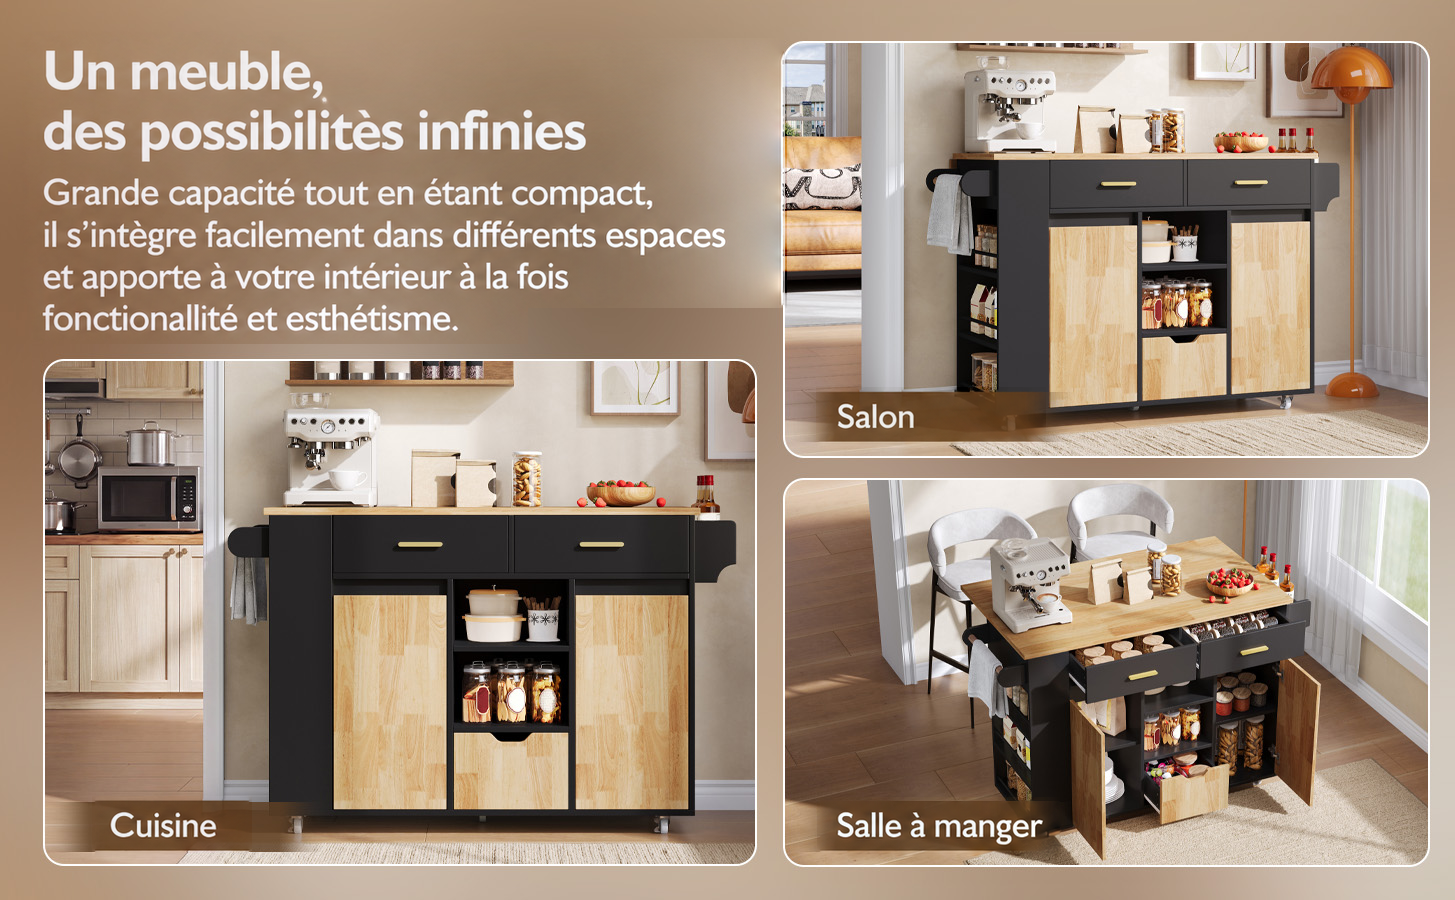 Un meuble,
des possibilitès infinies
Grande capacité tout en étant compact,
il s’intègre facilement dans différents espaces
et apporte à votre intérieur à la fois
fonctionallité et esthétisme.
Salon
Cuisine
Salle à manger